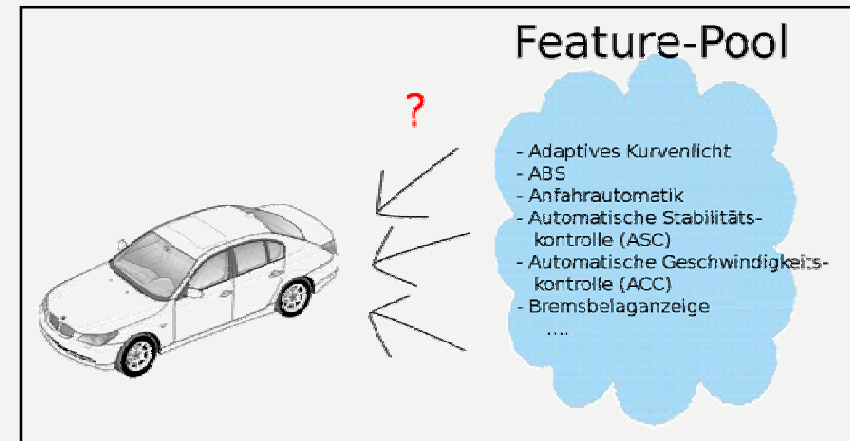 Feature-Pool
?
- Adaptives Kurvenlicht
- ABS
- Anfahrautomatik
- Automatische Stabilitäts-
kontrolle (ASC)
- Automatische Geschwindigkeits-
kontrolle (ACC)
- Bremsbelaganzeige
....